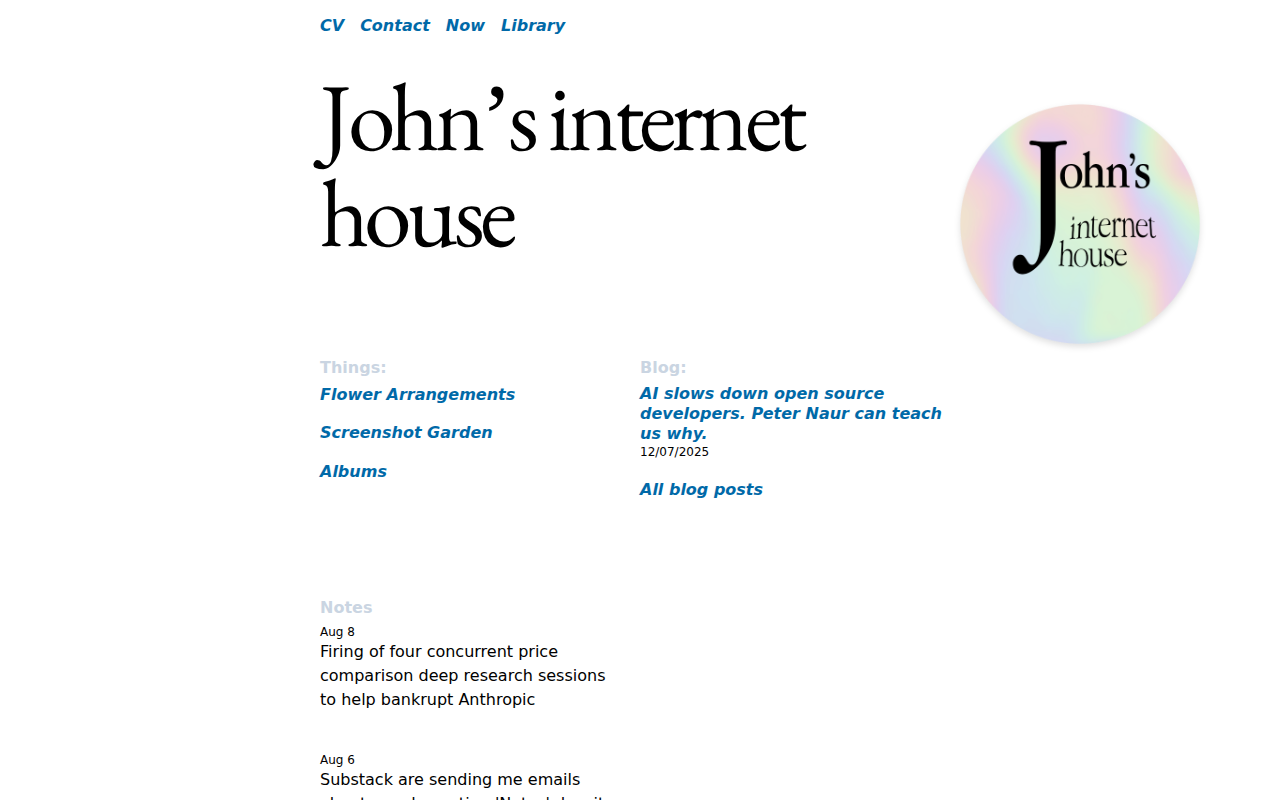 CV Contact Now Library
John’s internet
house
John’s
internet
house
Things:
Flower Arrangements
Screenshot Garden
Albums
Blog:
AI slows down open source
developers. Peter Naur can teach
us why.
12/07/2025
All blog posts
Notes
Aug 8
Firing of four concurrent price
comparison deep research sessions
to help bankrupt Anthropic
Aug 6
Substack are sending me emails